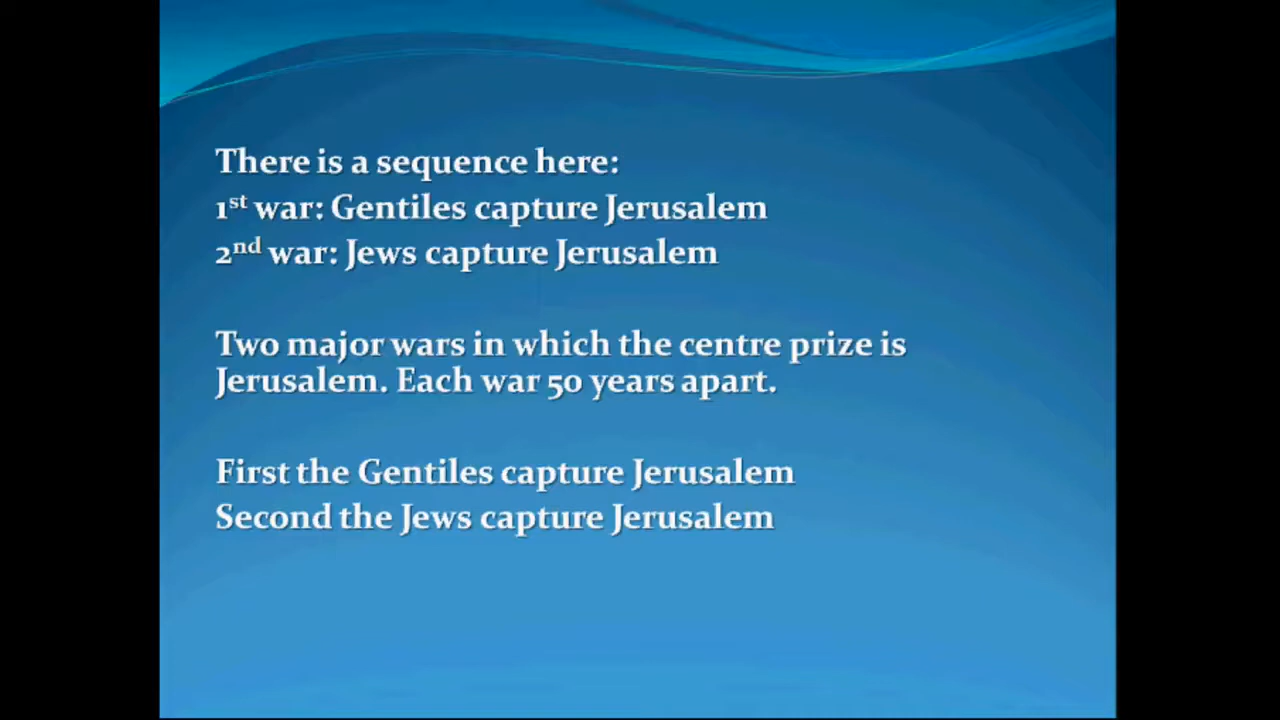 There is a sequence here:
1st war: Gentiles capture Jerusalem
2nd war: Jews capture Jerusalem
Two major wars in which the centre prize is
Jerusalem. Each war 50 years apart.
First the Gentiles capture Jerusalem
Second the Jews capture Jerusalem